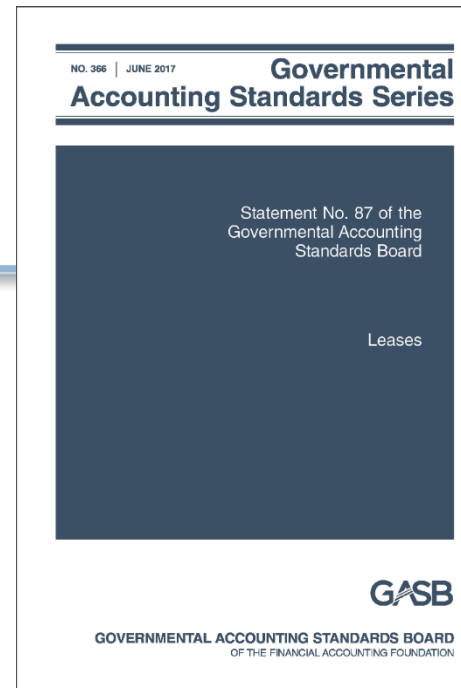 NO. 366 | JUNE 2017
Governmental
Accounting Standards Series
Statement No. 87 of the
Governmental Accounting
Standards Board
Leases
GASB
GOVERNMENTAL ACCOUNTING STANDARDS BOARD
OF THE FINANCIAL ACCOUNTING FOUNDATION